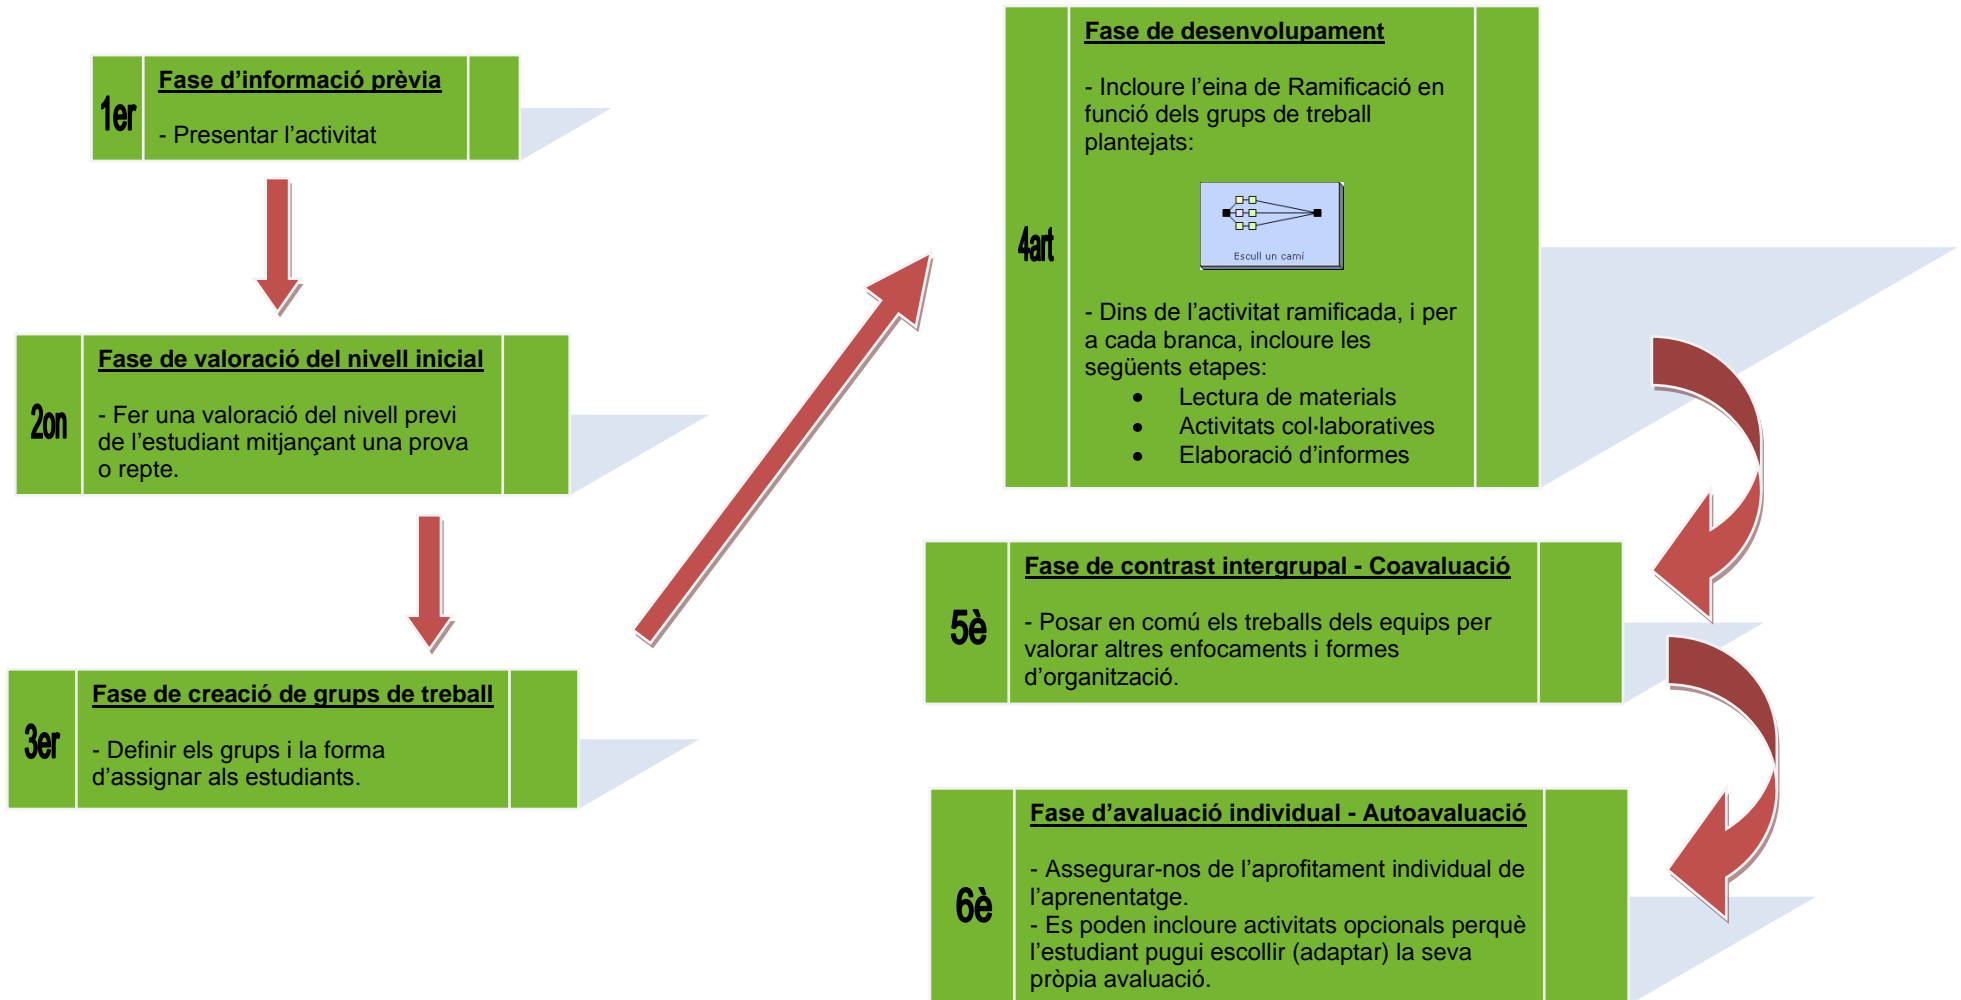 1er
Fase d’informació prèvia
- Presentar l’activitat
2on
Fase de valoració del nivell inicial
- Fer una valoració del nivell previ
de l’estudiant mitjançant una prova
o repte.
3er
Fase de creació de grups de treball
- Definir els grups i la forma
d’assignar als estudiants.
4art
Fase de desenvolupament
- Incloure l’eina de Ramificació en
funció dels grups de treball
plantejats:
Escull un camí
- Dins de l’activitat ramificada, i per
a cada branca, incloure les
següents etapes:
• Lectura de materials
• Activitats col·laboratives
• Elaboració d’informes
5è
Fase de contrast intergrupal - Coavaluació
- Posar en comú els treballs dels equips per
valorar altres enfocaments i formes
d’organització.
6è
Fase d’avaluació individual - Autoavaluació
- Assegurar-nos de l’aprofitament individual de
l’aprenentatge.
- Es poden incloure activitats opcionals perquè
l’estudiant pugui escollir (adaptar) la seva
pròpia avaluació.